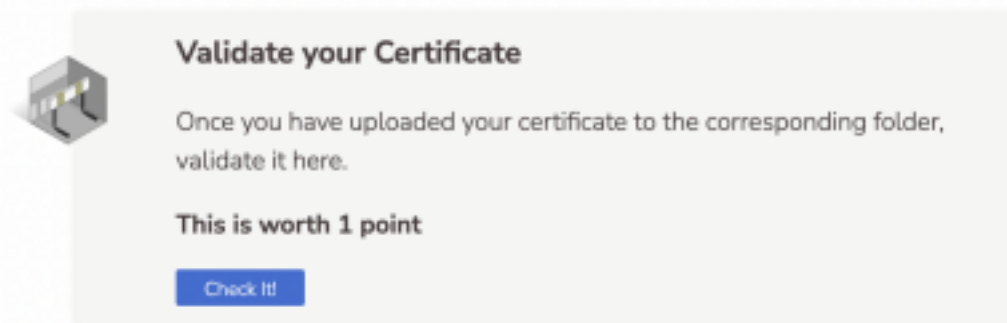 Validate your Certificate
Once you have uploaded your certificate to the corresponding folder,
validate it here.
This is worth 1 point
Check It!